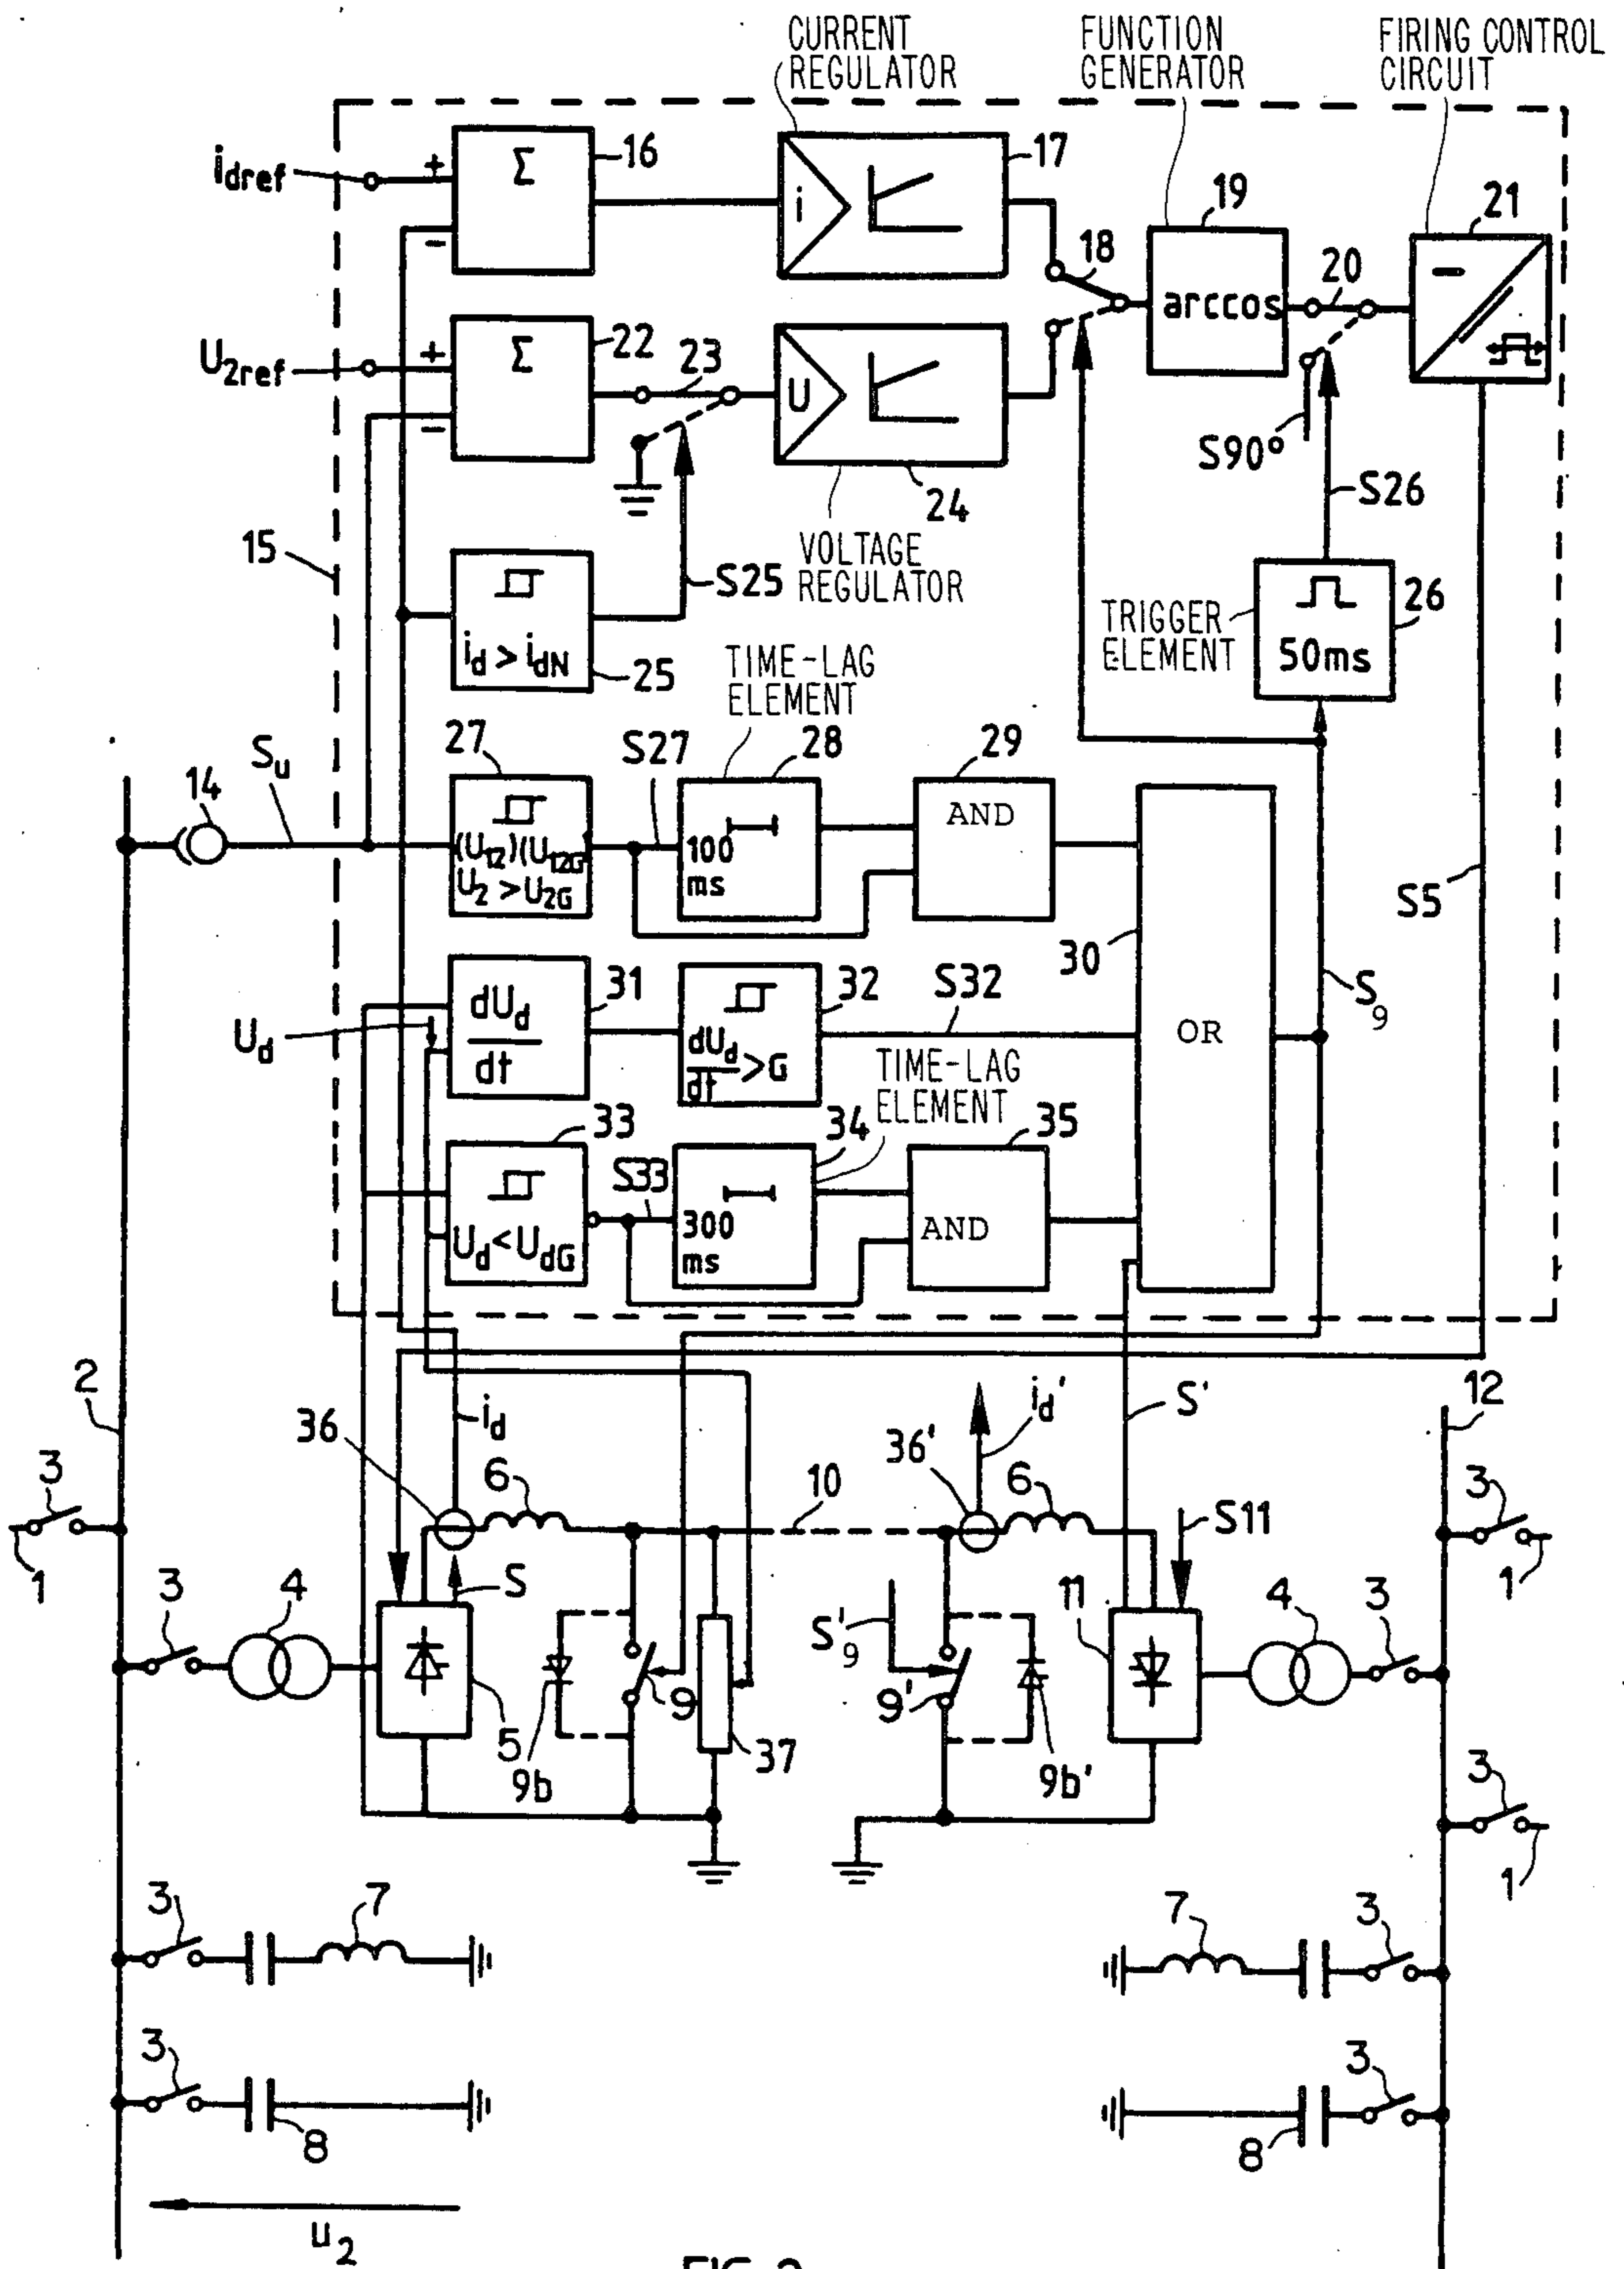 CURRENT
REGULATOR
FUNCTION
GENERATOR
FIRING CONTROL
CIRCUIT
idref
+
-
Σ
16
i
17
18
19
arccos
20
21
-
U2ref
+
-
Σ
22
23
U
24
S90°
S26
15
S25
VOLTAGE
REGULATOR
id > idN
25
TRIGGER
ELEMENT
26
50ms
TIME-LAG
ELEMENT
14
Su
27
(U12)(U12G)
U2 > U2G
S27
28
100
ms
29
AND
30
OR
S5
S9
Ud
dUd
dt
31
32
dUd
dt >G
S32
TIME-LAG
ELEMENT
33
Ud < UdG
S33
34
300
ms
35
AND
2
12
36
id
36'
id'
S'
3
1
6
10
6
S11
3
1
S
3
4
5
9b
9
37
S'9
9'
9b'
11
4
3
3
1
3
7
7
3
3
8
8
3
u2